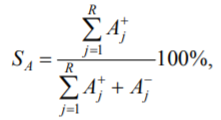 S_A = \frac{\sum_{j=1}^{R} A_j^+}{\sum_{j=1}^{R} A_j^+ + A_j^-} 100%,